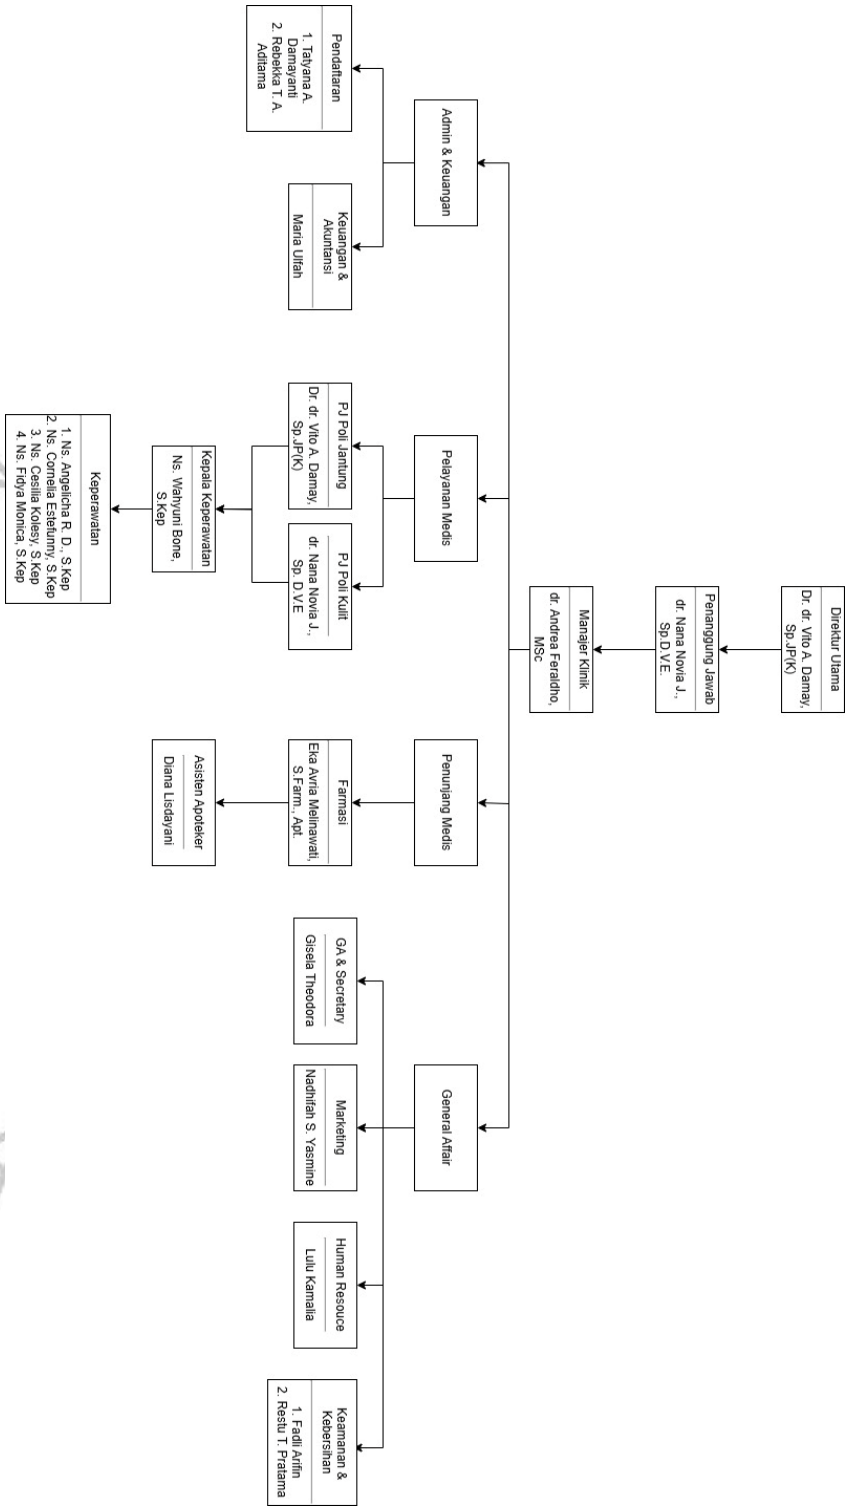 Direktur Utama
Dr. dr. Vito A. Damay,
Sp.JP(K)
Penanggung Jawab
dr. Nana Novia J.,
Sp.D.V.E.
Manajer Klinik
dr. Andrea Feraldho,
MSc
Admin & Keuangan
Pelayanan Medis
Penunjang Medis
General Affair
Pendaftaran
1. Tatyana A.
Damayanti
2. Rebekka T. A.
Aditama
Keuangan &
Akuntansi
Maria Ulfah
PJ Poli Jantung
Dr. dr. Vito A. Damay,
Sp.JP(K)
PJ Poli Kulit
dr. Nana Novia J.,
Sp. D.V.E
Farmasi
Eka Avria Melinawati,
S.Farm., Apt.
GA & Secretary
Gisela Theodora
Marketing
Nadhifah S. Yasmine
Human Resouce
Lulu Kamalia
Keamanan &
Kebersihan
1. Fadli Arifin
2. Restu T. Pratama
Kepala Keperawatan
Ns. Wahyuni Bone,
S.Kep
Asisten Apoteker
Diana Lisdayani
Keperawatan
1. Ns. Angelicha R. D., S.Kep
2. Ns. Cornelia Estefunny, S.Kep
3. Ns. Cesilia Kolesy, S.Kep
4. Ns. Fidya Monica, S.Kep